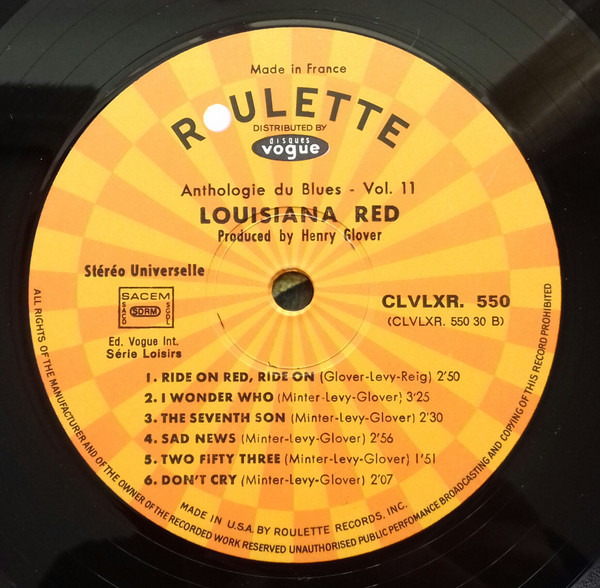 Made in France
ROULETTE
DISTRIBUTED BY
disques
vogue
Anthologie du Blues - Vol. 11
LOUISIANA RED
Produced by Henry Glover
Stéréo Universelle
SACEM
SACD SDRM SGDL
Ed. Vogue Int.
Série Loisirs
CLVLXR. 550
(CLVLXR. 550 30 B)
1. RIDE ON RED, RIDE ON (Glover-Levy-Reig) 2'50
2. I WONDER WHO (Minter-Levy-Glover) 3'25
3. THE SEVENTH SON (Minter-Levy-Glover) 2'30
4. SAD NEWS (Minter-Levy-Glover) 2'56
5. TWO FIFTY THREE (Minter-Levy-Glover) 1'51
6. DON'T CRY (Minter-Levy-Glover) 2'07
MADE IN U.S.A. BY ROULETTE RECORDS, INC.
ALL RIGHTS OF THE MANUFACTURER AND OF THE OWNER OF THE RECORDED WORK RESERVED UNAUTHORISED PUBLIC PERFOMANCE BROADCASTING AND COPYING OF THIS RECORD PROHIBITED